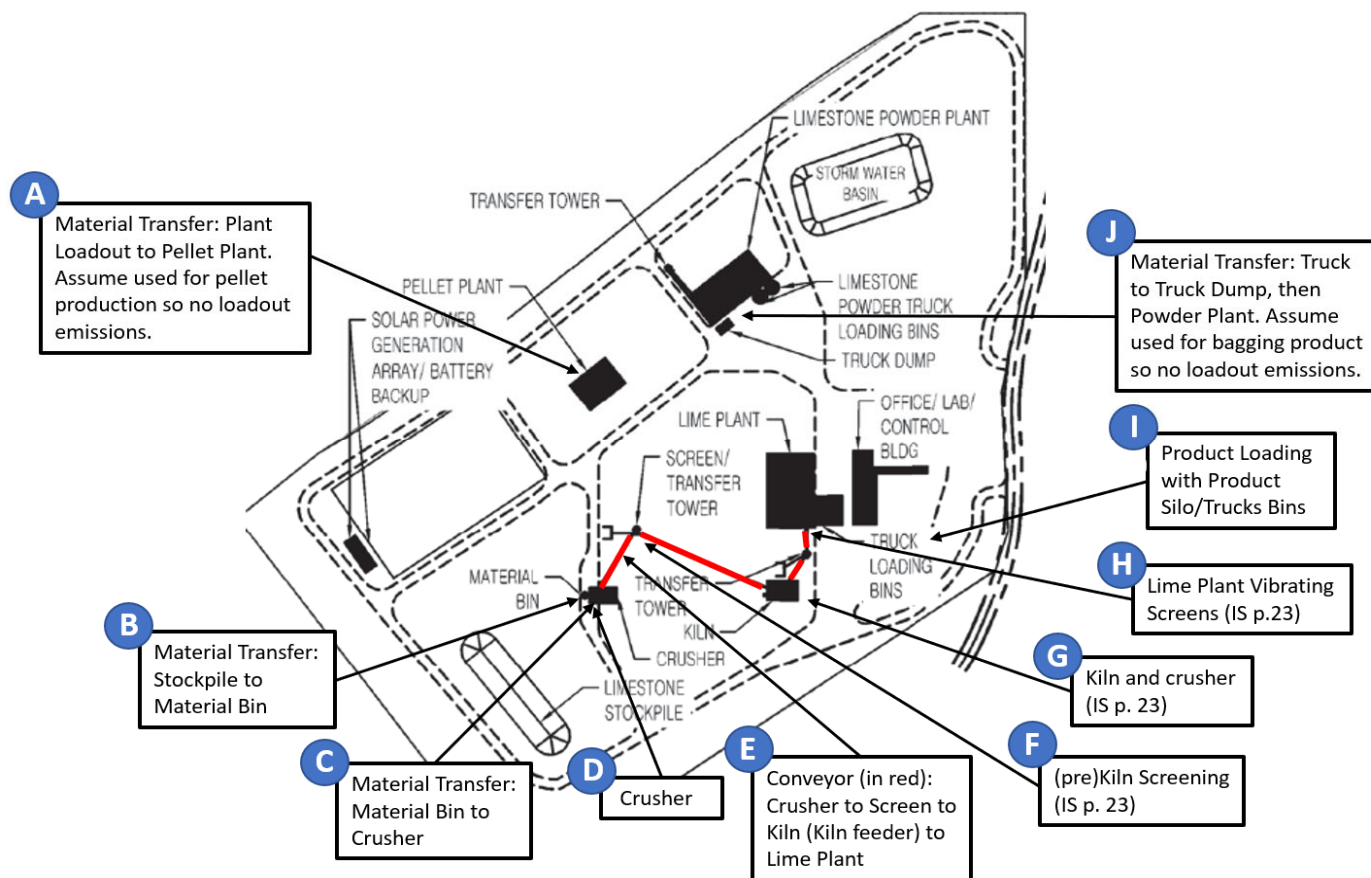 LIMESTONE POWDER PLANT
STORM WATER
BASIN
TRANSFER TOWER
A
Material Transfer: Plant
Loadout to Pellet Plant.
Assume used for pellet
production so no loadout
emissions.
J
Material Transfer: Truck
to Truck Dump, then
Powder Plant. Assume
used for bagging product
so no loadout emissions.
PELLET PLANT
LIMESTONE
POWDER TRUCK
LOADING BINS
SOLAR POWER
GENERATION
ARRAY/ BATTERY
BACKUP
TRUCK DUMP
OFFICE/ LAB/
CONTROL
BLDG
LIME PLANT
I
Product Loading
with Product
Silo/Trucks Bins
SCREEN/
TRANSFER
TOWER
TRUCK
LOADING
BINS
H
Lime Plant Vibrating
Screens (IS p.23)
MATERIAL
BIN
TRANSFER
TOWER
KILN
B
Material Transfer:
Stockpile to
Material Bin
CRUSHER
G
Kiln and crusher
(IS p. 23)
LIMESTONE
STOCKPILE
C
Material Transfer:
Material Bin to
Crusher
D
Crusher
E
Conveyor (in red):
Crusher to Screen to
Kiln (Kiln feeder) to
Lime Plant
F
(pre)Kiln Screening
(IS p. 23)